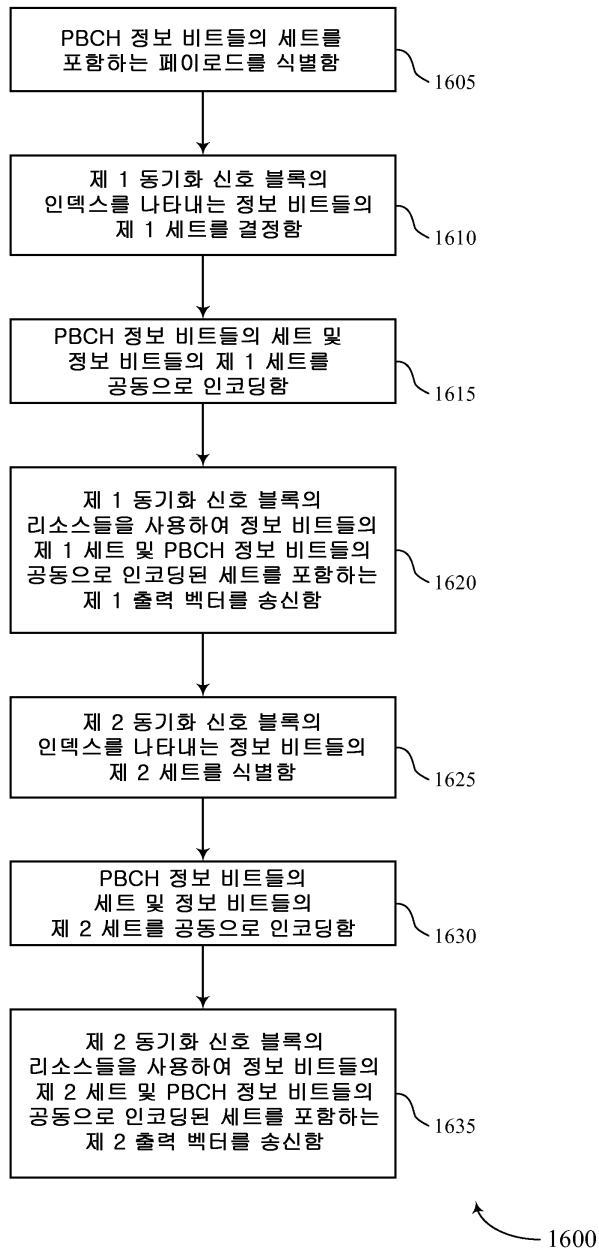 PBCH 정보 비트들의 세트를
포함하는 페이로드를 식별함
1605
제 1 동기화 신호 블록의
인덱스를 나타내는 정보 비트들의
제 1 세트를 결정함
1610
PBCH 정보 비트들의 세트 및
정보 비트들의 제 1 세트를
공동으로 인코딩함
1615
제 1 동기화 신호 블록의
리소스들을 사용하여 정보 비트들의
제 1 세트 및 PBCH 정보 비트들의
공동으로 인코딩된 세트를 포함하는
제 1 출력 벡터를 송신함
1620
제 2 동기화 신호 블록의
인덱스를 나타내는 정보 비트들의
제 2 세트를 식별함
1625
PBCH 정보 비트들의
세트 및 정보 비트들의
제 2 세트를 공동으로 인코딩함
1630
제 2 동기화 신호 블록의
리소스들을 사용하여 정보 비트들의
제 2 세트 및 PBCH 정보 비트들의
공동으로 인코딩된 세트를 포함하는
제 2 출력 벡터를 송신함
1635
1600